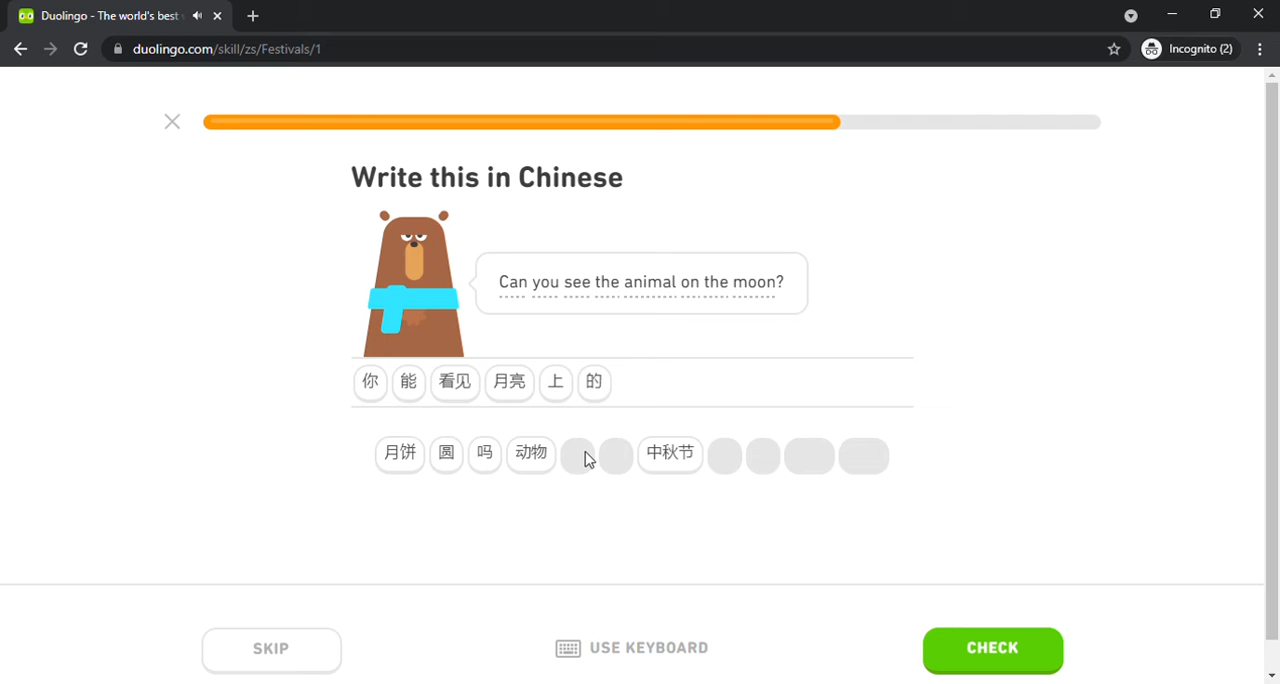 Duolingo - The world's best
Incognito (2)
duolingo.com/skill/zs/Festivals/1
Write this in Chinese
Can you see the animal on the moon?
你 能 看见 月亮 上 的
月饼 圆 吗 动物 中秋节
SKIP
USE KEYBOARD
CHECK